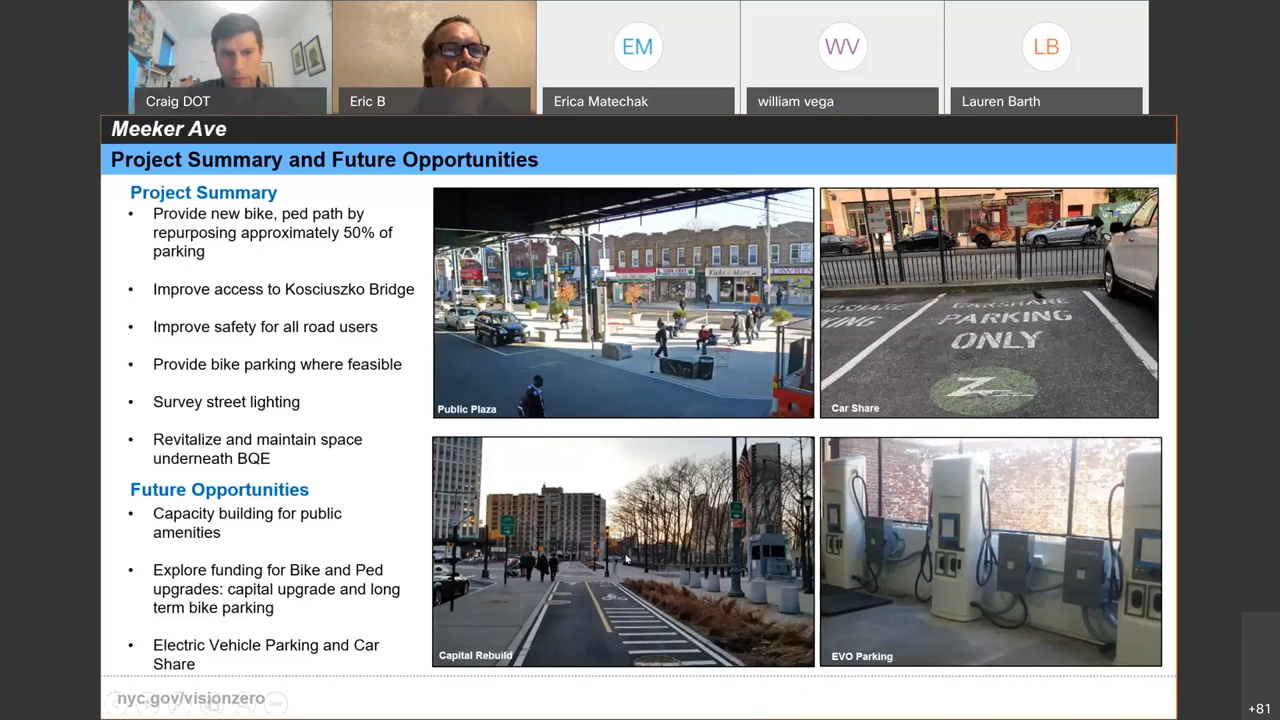 EM
WV
LB
Craig DOT
Eric B
Erica Matechak
william vega
Lauren Barth
Meeker Ave
Project Summary and Future Opportunities
Project Summary
• Provide new bike, ped path by
repurposing approximately 50% of
parking
• Improve access to Kosciuszko Bridge
• Improve safety for all road users
• Provide bike parking where feasible
• Survey street lighting
• Revitalize and maintain space
underneath BQE
Future Opportunities
• Capacity building for public
amenities
• Explore funding for Bike and Ped
upgrades: capital upgrade and long
term bike parking
• Electric Vehicle Parking and Car
Share
Public Plaza
CARSHARE
PARKING
ONLY
Z
Car Share
Capital Rebuild
EVO Parking
nyc.gov/visionzero
+81